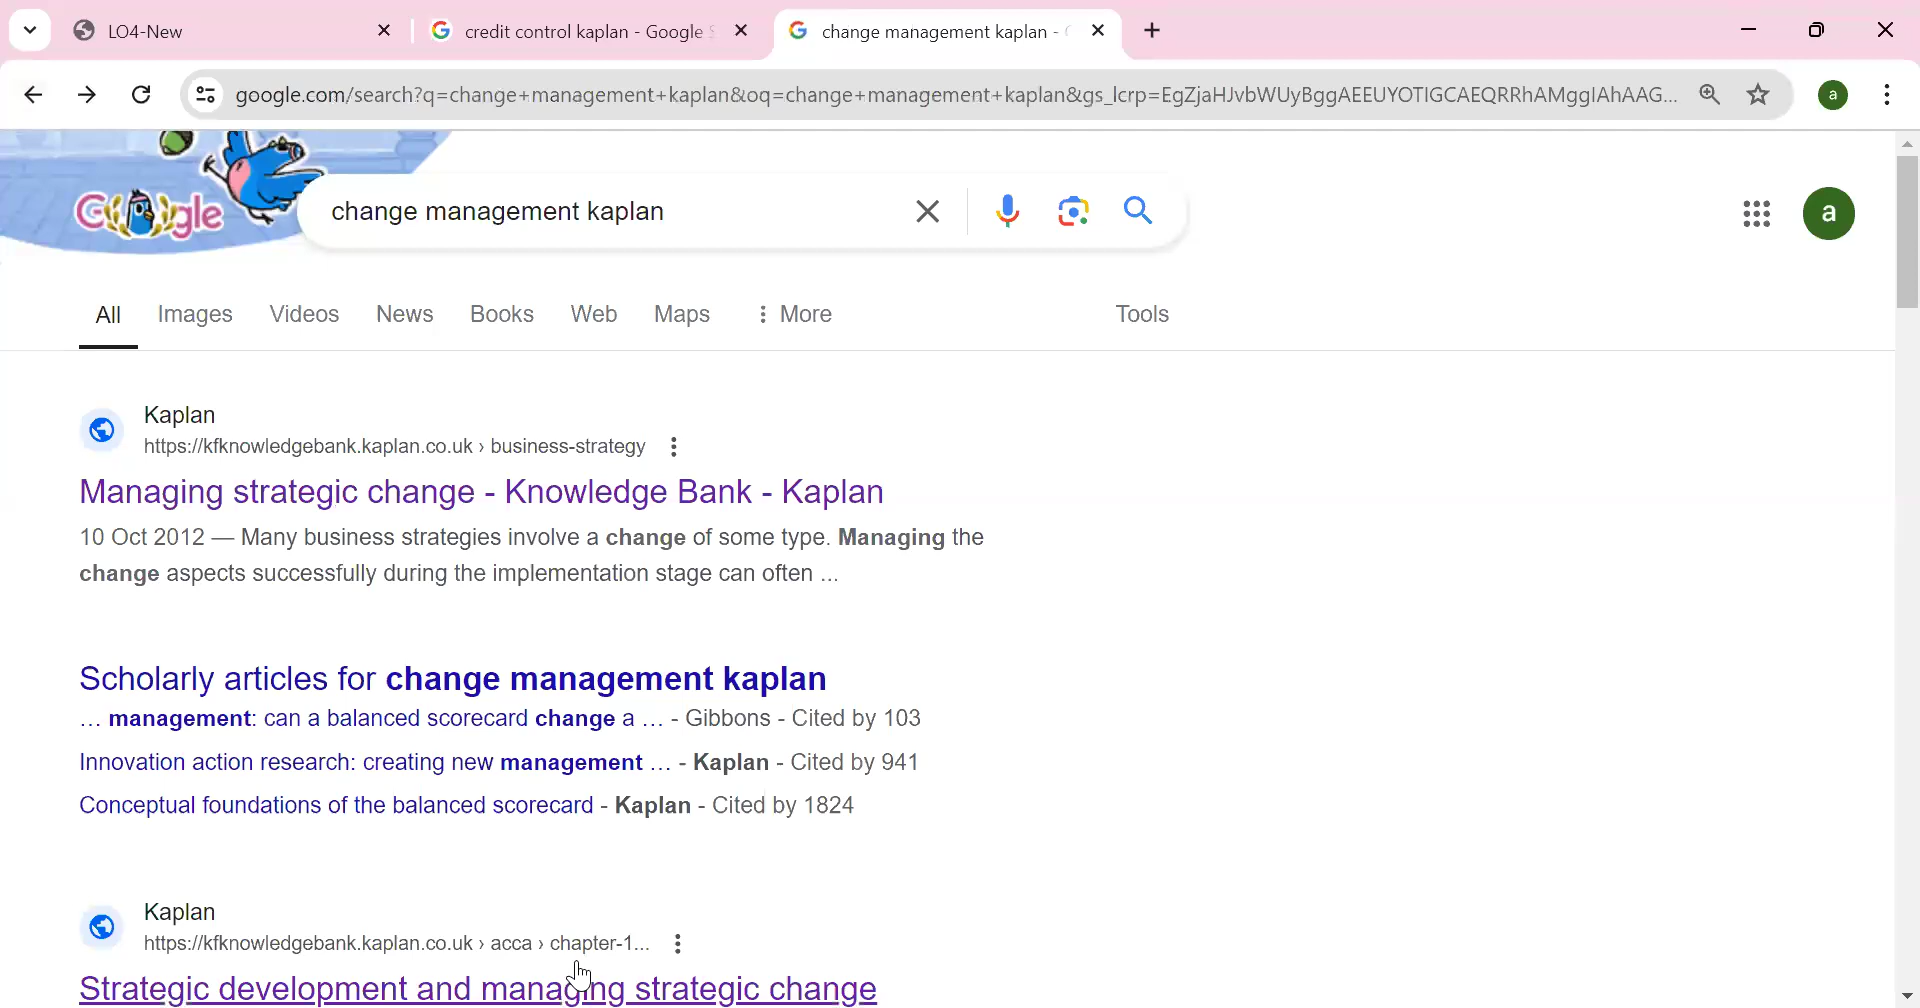 LO4-New
credit control kaplan - Google S
change management kaplan -
google.com/search?q=change+management+kaplan&oq=change+management+kaplan&gs_lcrp=EgZjaHJvbWUyBggAEEUYOTIGCAEQRRhAMggIAhAAG...
a
Google
change management kaplan
a
All Images Videos News Books Web Maps More Tools
Kaplan
https://kfknowledgebank.kaplan.co.uk › business-strategy
Managing strategic change - Knowledge Bank - Kaplan
10 Oct 2012 — Many business strategies involve a change of some type. Managing the
change aspects successfully during the implementation stage can often ...
Scholarly articles for change management kaplan
... management: can a balanced scorecard change a ... - Gibbons - Cited by 103
Innovation action research: creating new management ... - Kaplan - Cited by 941
Conceptual foundations of the balanced scorecard - Kaplan - Cited by 1824
Kaplan
https://kfknowledgebank.kaplan.co.uk › acca › chapter-1...
Strategic development and managing strategic change